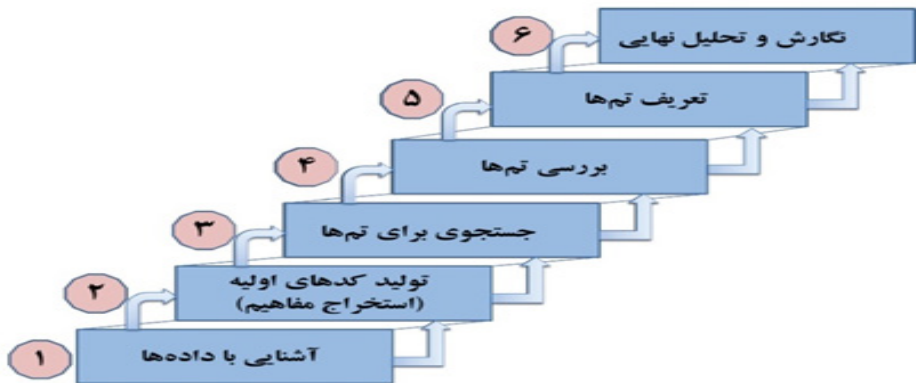 ۶
نگارش و تحلیل نهایی
۵
تعریف تم‌ها
۴
بررسی تم‌ها
۳
جستجوی برای تم‌ها
۲
تولید کدهای اولیه
(استخراج مفاهیم)
۱
آشنایی با داده‌ها